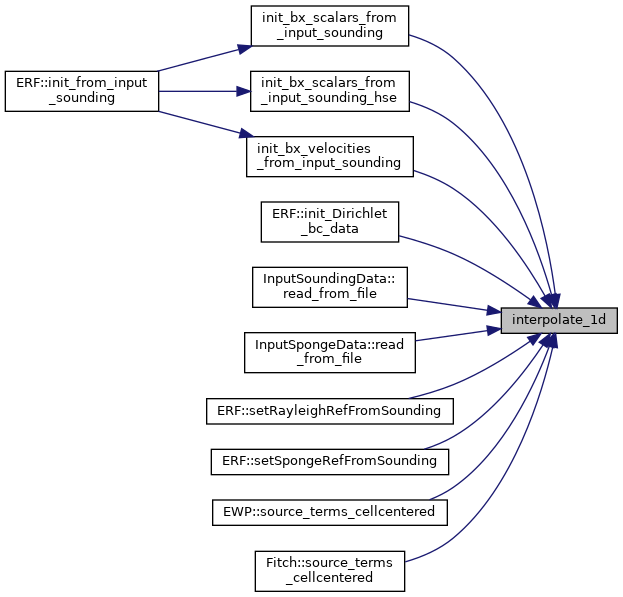 init_bx_scalars_from
_input_sounding
ERF::init_from_input
_sounding
init_bx_scalars_from
_input_sounding_hse
init_bx_velocities
_from_input_sounding
ERF::init_Dirichlet
_bc_data
InputSoundingData::
read_from_file
interpolate_1d
InputSpongeData::read
_from_file
ERF::setRayleighRefFromSounding
ERF::setSpongeRefFromSounding
EWP::source_terms_cellcentered
Fitch::source_terms
_cellcentered